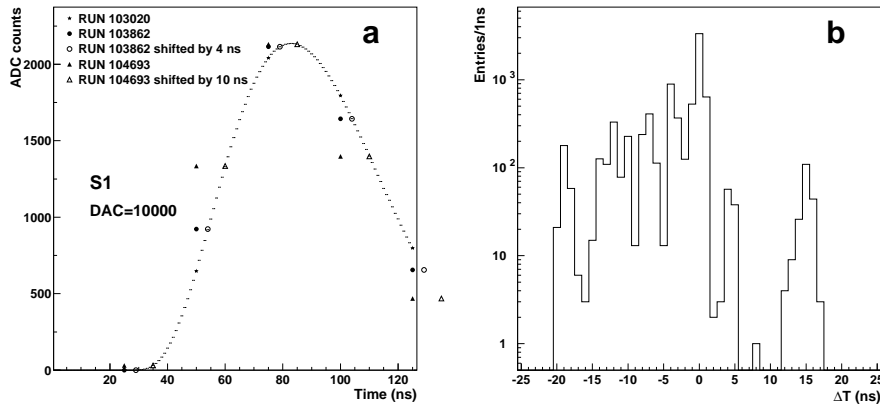 ADC counts
RUN 103020
RUN 103862
RUN 103862 shifted by 4 ns
RUN 104693
RUN 104693 shifted by 10 ns
a
S1
DAC=10000
2000
1500
1000
500
0
20 40 60 80 100 120
Time (ns)
Entries/1ns
b
10³
10²
10
1
-25 -20 -15 -10 -5 0 5 10 15 20 25
ΔT (ns)